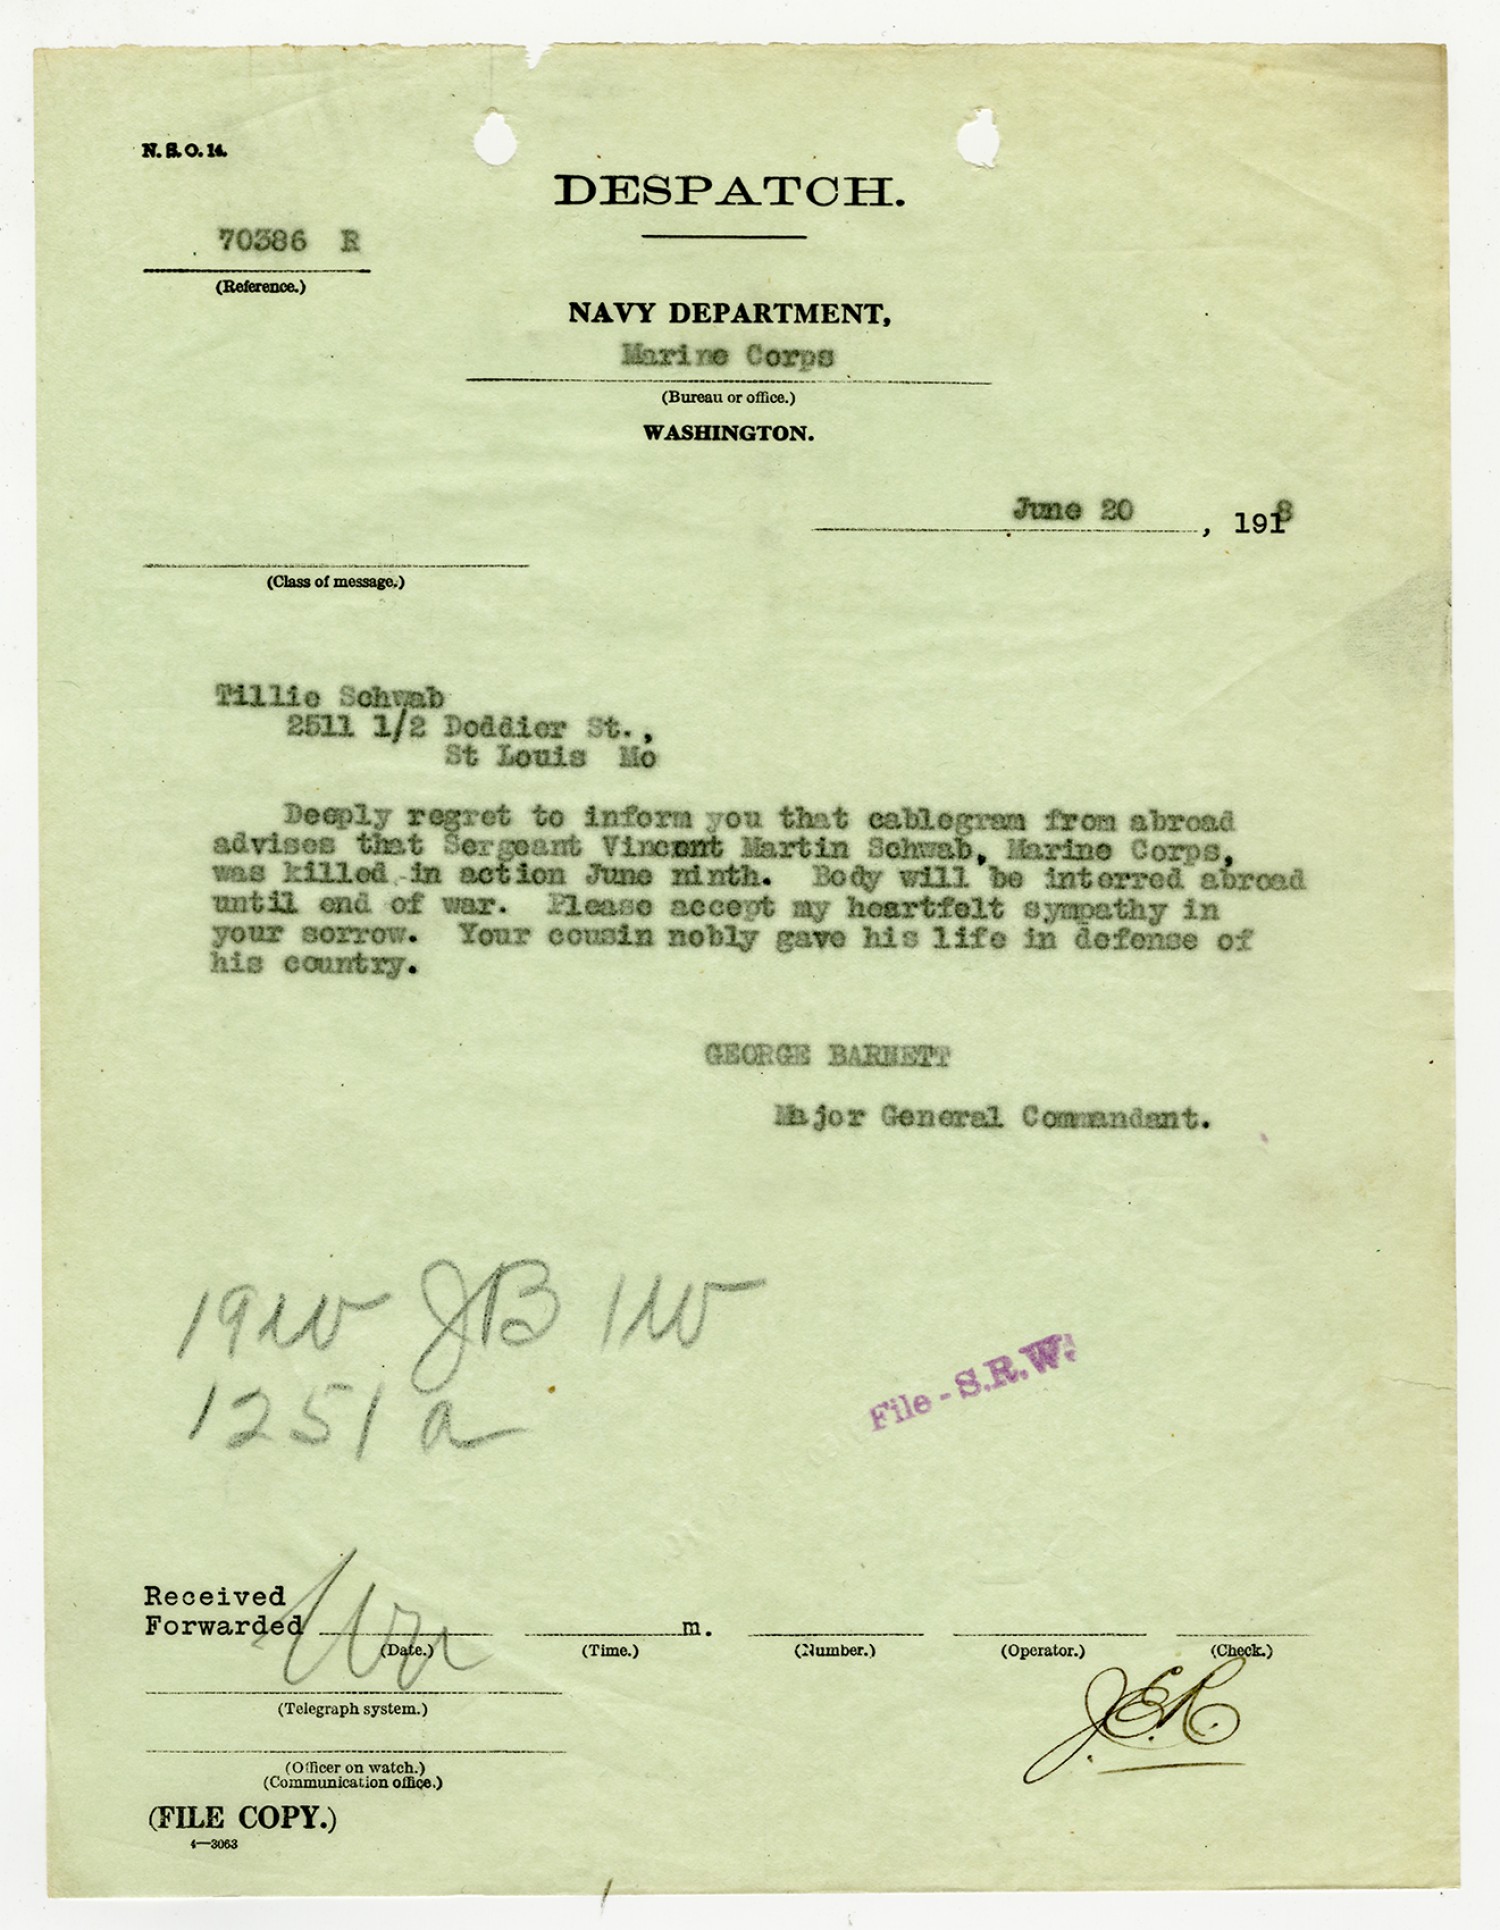 N. S. O. 14.
DESPATCH.
70386 R
(Reference.)
NAVY DEPARTMENT,
Marine Corps
(Bureau or office.)
WASHINGTON.
June 20, 1918
(Class of message.)
Tillie Schwab
2511 1/2 Doddier St.,
St Louis Mo
Deeply regret to inform you that cablegram from abroad
advises that Sergeant Vincent Martin Schwab, Marine Corps,
was killed in action June ninth. Body will be interred abroad
until end of war. Please accept my heartfelt sympathy in
your sorrow. Your cousin nobly gave his life in defense of
his country.
GEORGE BARNETT
Major General Commandant.
JB
1251 a
File - S.R.W.
Received
Forwarded
m.
(Date.) (Time.) (Number.) (Operator.) (Check.)
J.E.R.
(Telegraph system.)
(Officer on watch.)
(Communication office.)
(FILE COPY.)
4—3063